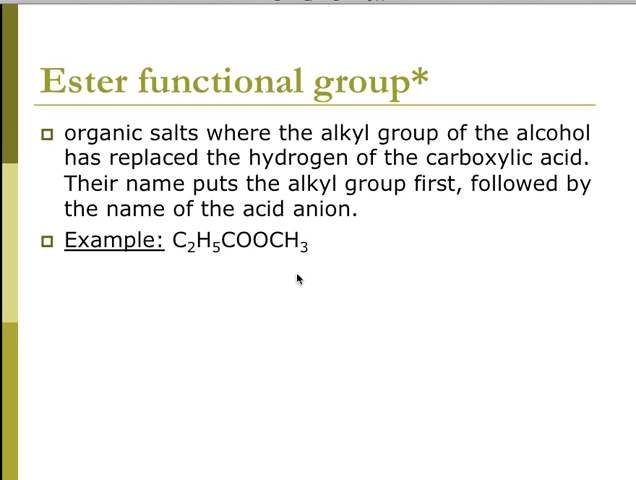 Ester functional group*
organic salts where the alkyl group of the alcohol
has replaced the hydrogen of the carboxylic acid.
Their name puts the alkyl group first, followed by
the name of the acid anion.
Example: C₂H₅COOCH₃